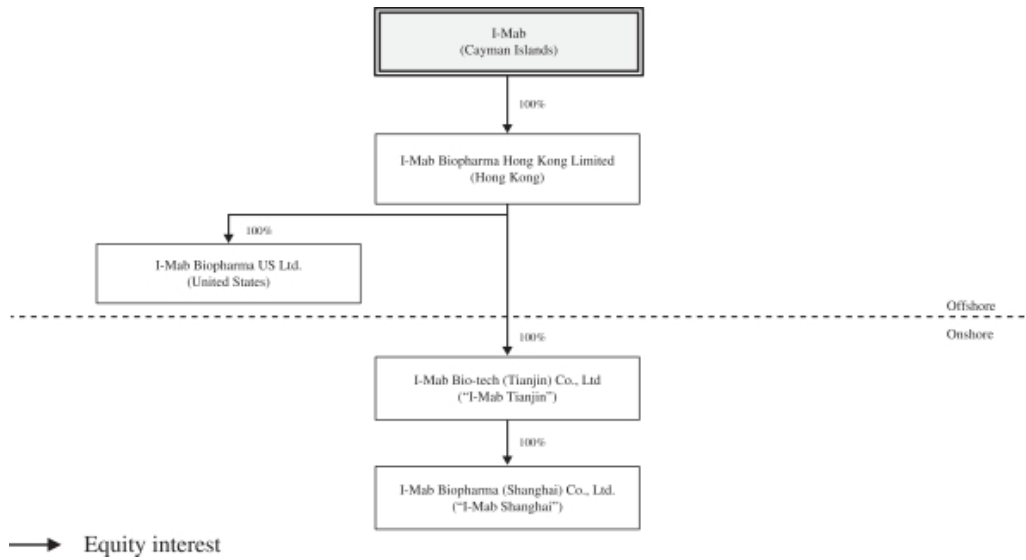 I-Mab
(Cayman Islands)
100%
I-Mab Biopharma Hong Kong Limited
(Hong Kong)
100%
I-Mab Biopharma US Ltd.
(United States)
Offshore
Onshore
100%
I-Mab Bio-tech (Tianjin) Co., Ltd
(“I-Mab Tianjin”)
100%
I-Mab Biopharma (Shanghai) Co., Ltd.
(“I-Mab Shanghai”)
Equity interest